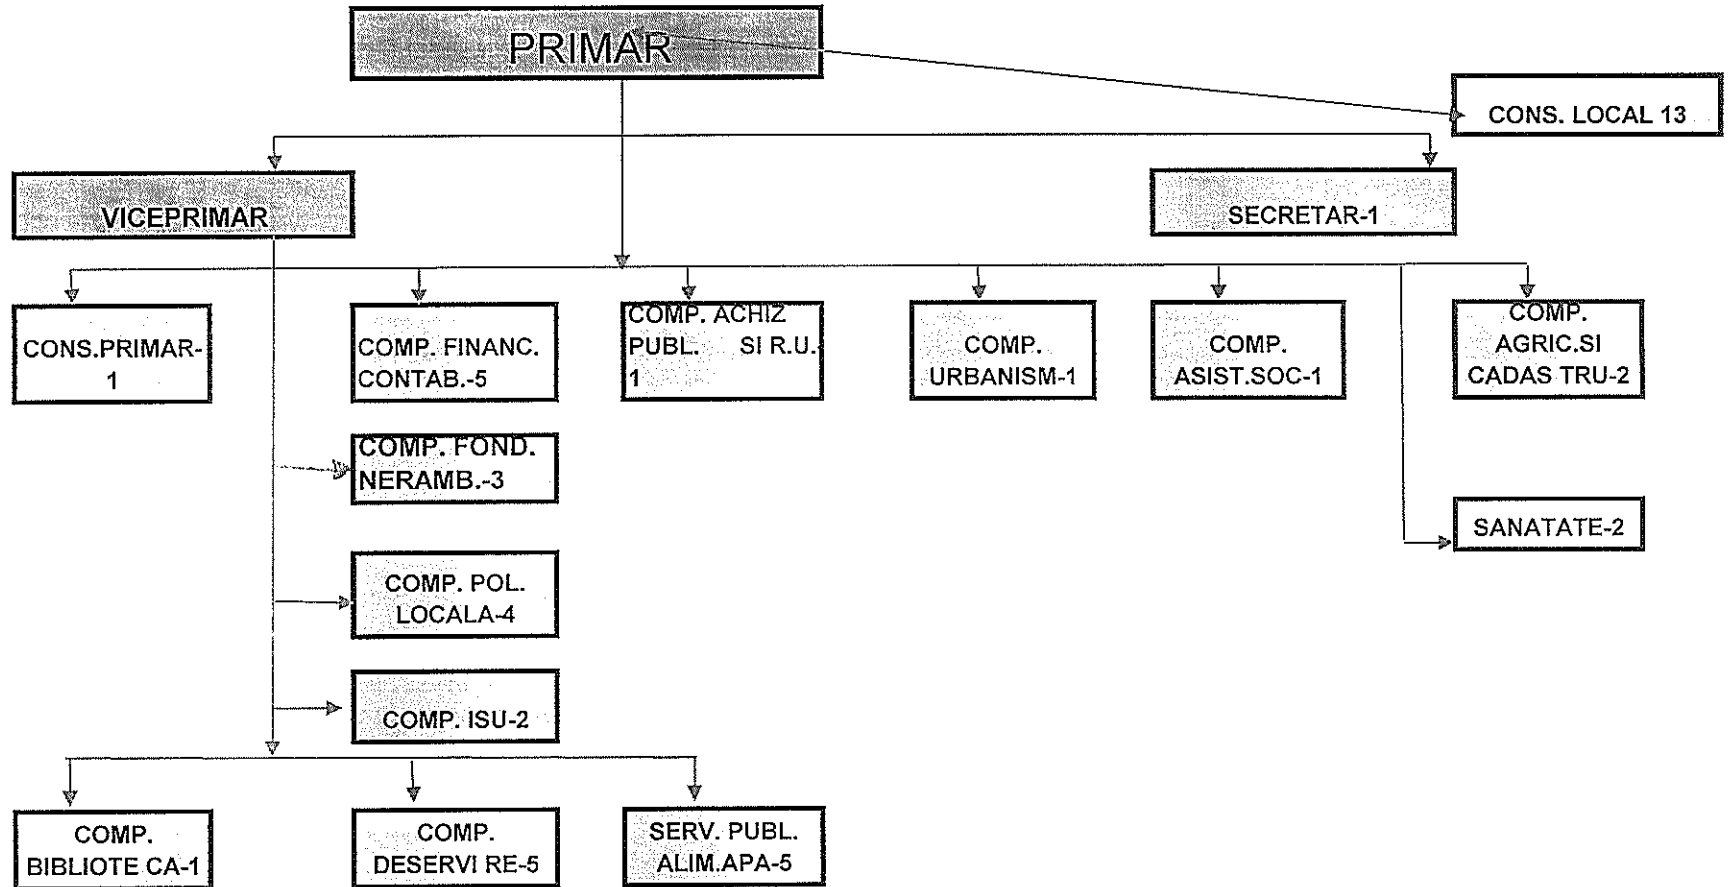 PRIMAR
CONS. LOCAL 13
VICEPRIMAR
SECRETAR-1
CONS.PRIMAR-
1
COMP. FINANC.
CONTAB.-5
COMP. ACHIZ
PUBL. SI R.U.-
1
COMP.
URBANISM-1
COMP.
ASIST.SOC-1
COMP.
AGRIC.SI
CADAS TRU-2
COMP. FOND.
NERAMB.-3
SANATATE-2
COMP. POL.
LOCALA-4
COMP. ISU-2
COMP.
BIBLIOTE CA-1
COMP.
DESERVI RE-5
SERV. PUBL.
ALIM.APA-5